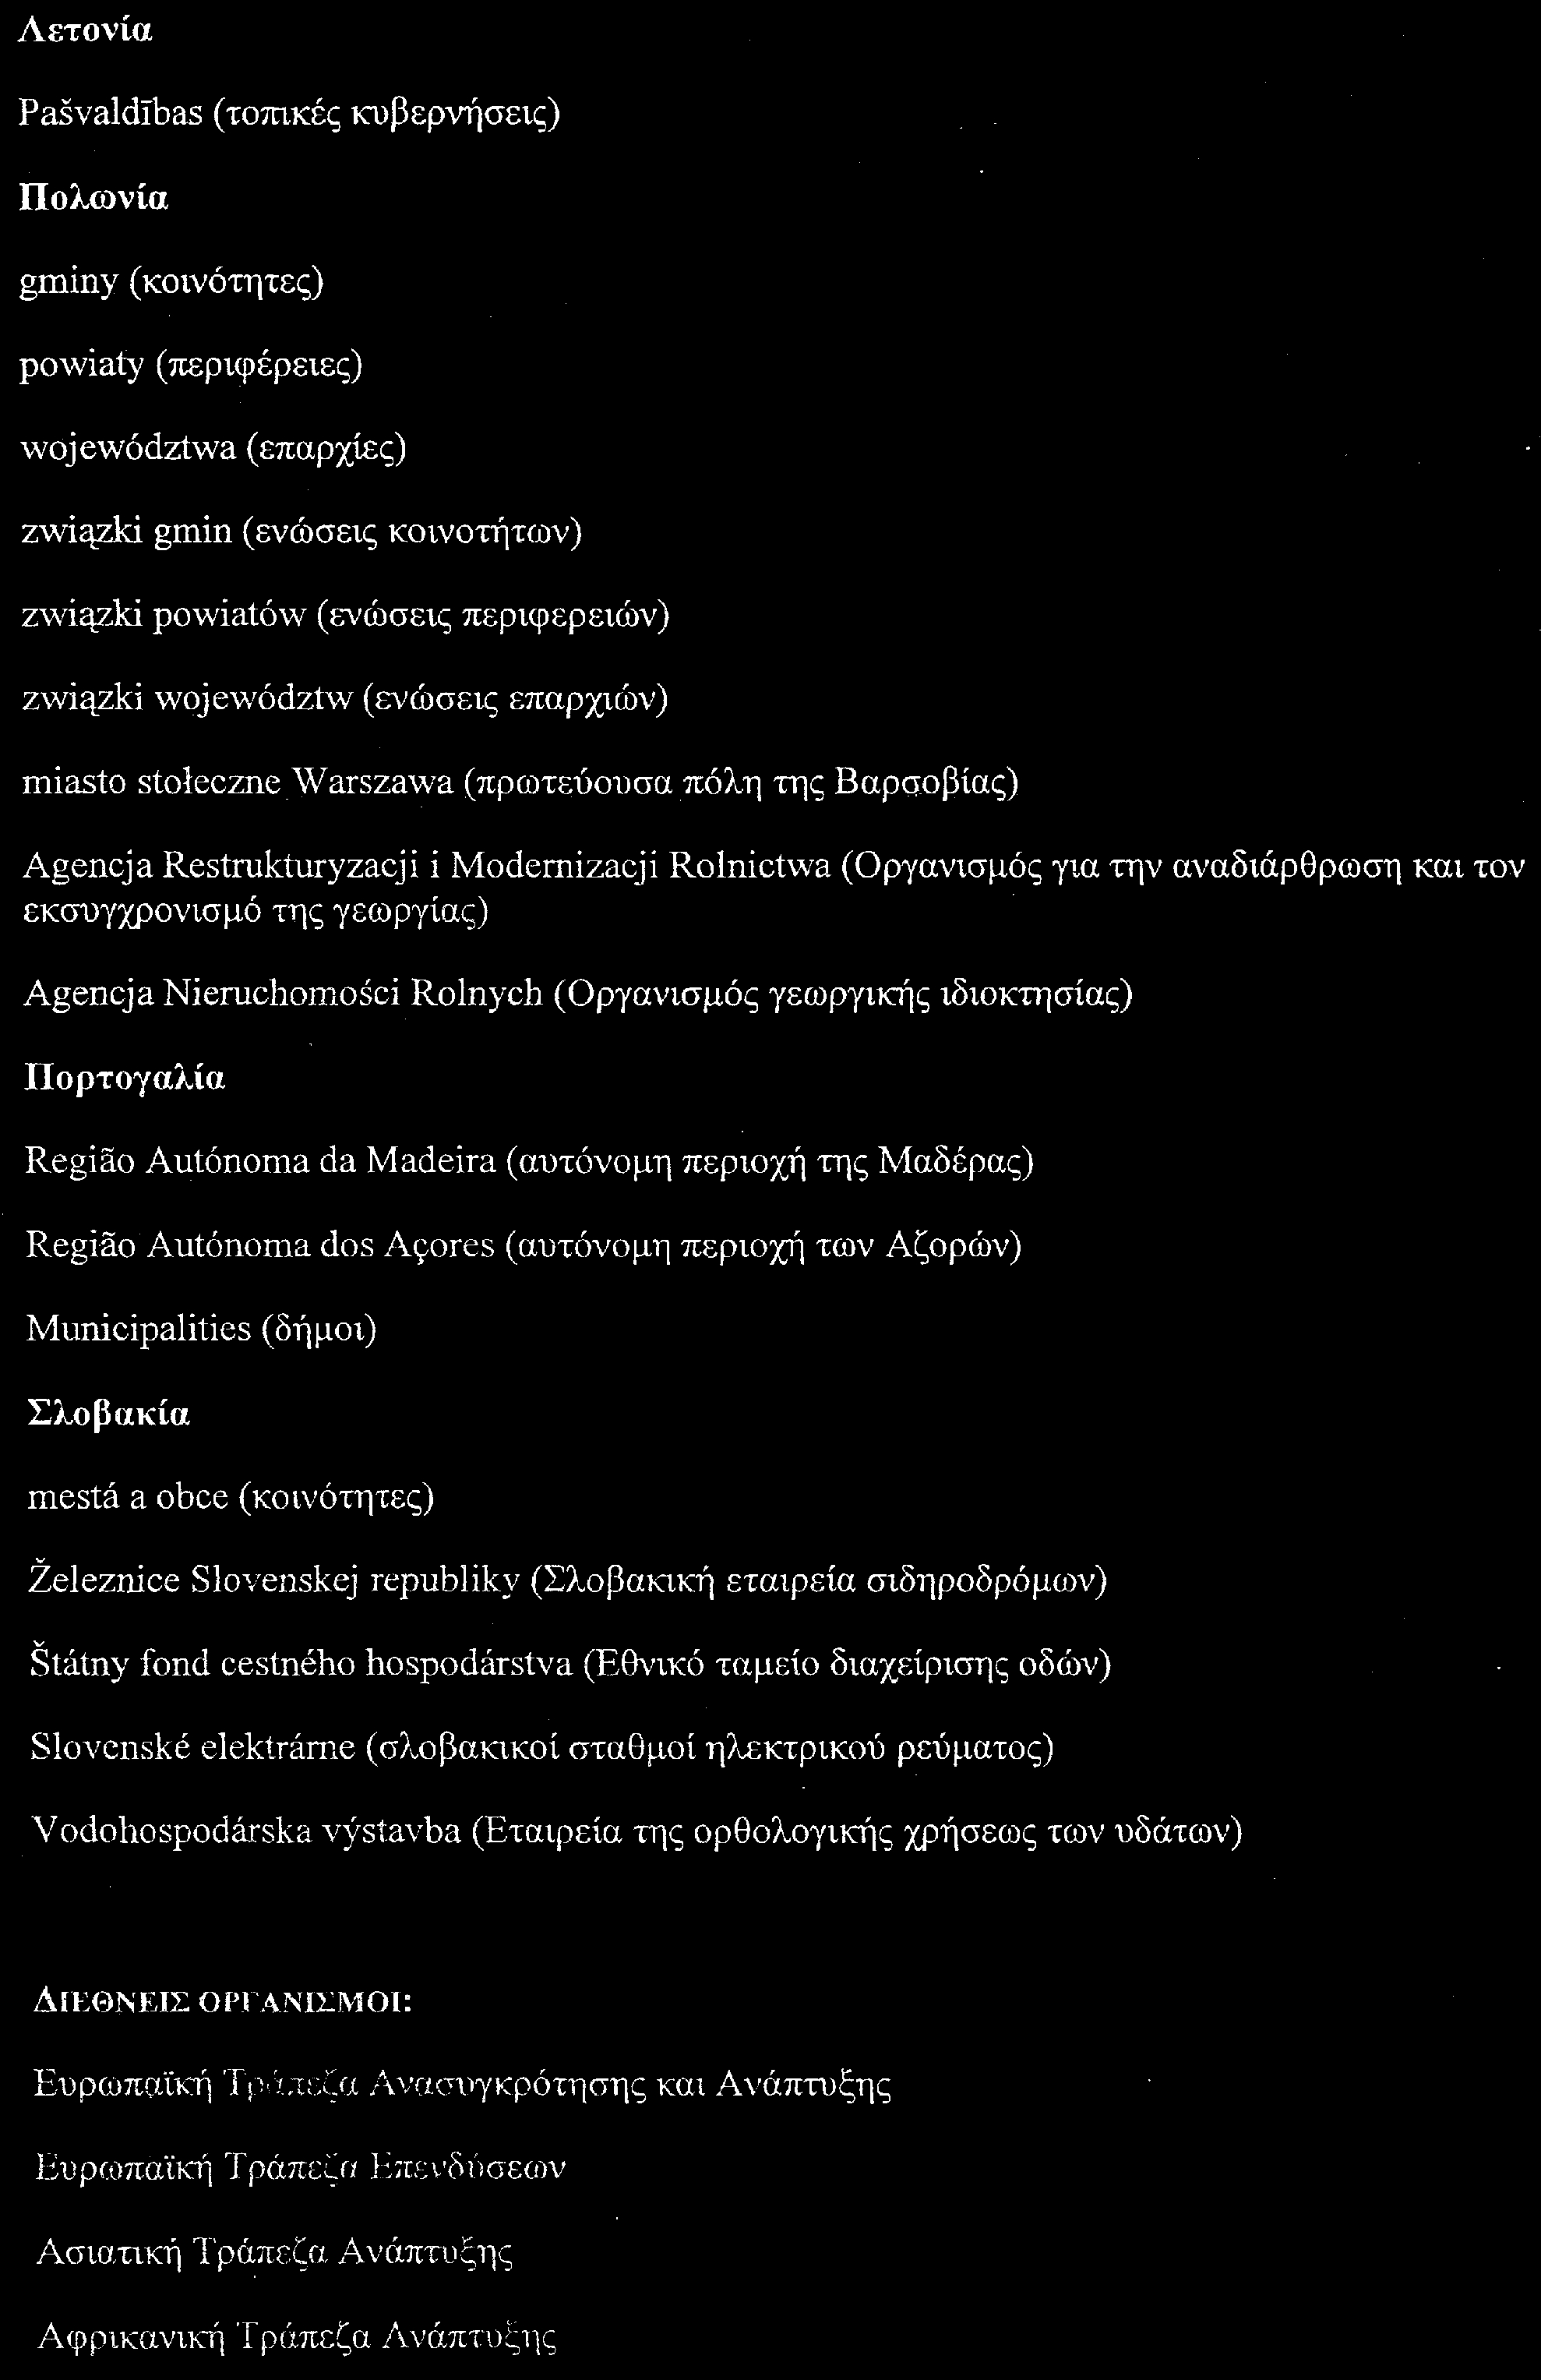 Λετονία
Pašvaldības (τοπικές κυβερνήσεις)
Πολωνία
gminy (κοινότητες)
powiaty (περιφέρειες)
województwa (επαρχίες)
związki gmin (ενώσεις κοινοτήτων)
związki powiatów (ενώσεις περιφερειών)
związki województw (ενώσεις επαρχιών)
miasto stołeczne Warszawa (πρωτεύουσα πόλη της Βαρσοβίας)
Agencja Restrukturyzacji i Modernizacji Rolnictwa (Οργανισμός για την αναδιάρθρωση και τον
εκσυγχρονισμό της γεωργίας)
Agencja Nieruchomości Rolnych (Οργανισμός γεωργικής ιδιοκτησίας)
Πορτογαλία
Região Autónoma da Madeira (αυτόνομη περιοχή της Μαδέρας)
Região Autónoma dos Açores (αυτόνομη περιοχή των Αζορών)
Municipalities (δήμοι)
Σλοβακία
mestá a obce (κοινότητες)
Železnice Slovenskej republiky (Σλοβακική εταιρεία σιδηροδρόμων)
Štátny fond cestného hospodárstva (Εθνικό ταμείο διαχείρισης οδών)
Slovenské elektrárne (σλοβακικοί σταθμοί ηλεκτρικού ρεύματος)
Vodohospodárska výstavba (Εταιρεία της ορθολογικής χρήσεως των υδάτων)
ΔΙΕΘΝΕΙΣ ΟΡΓΑΝΙΣΜΟΙ:
Ευρωπαϊκή Τράπεζα Ανασυγκρότησης και Ανάπτυξης
Ευρωπαϊκή Τράπεζα Επενδύσεων
Ασιατική Τράπεζα Ανάπτυξης
Αφρικανική Τράπεζα Ανάπτυξης